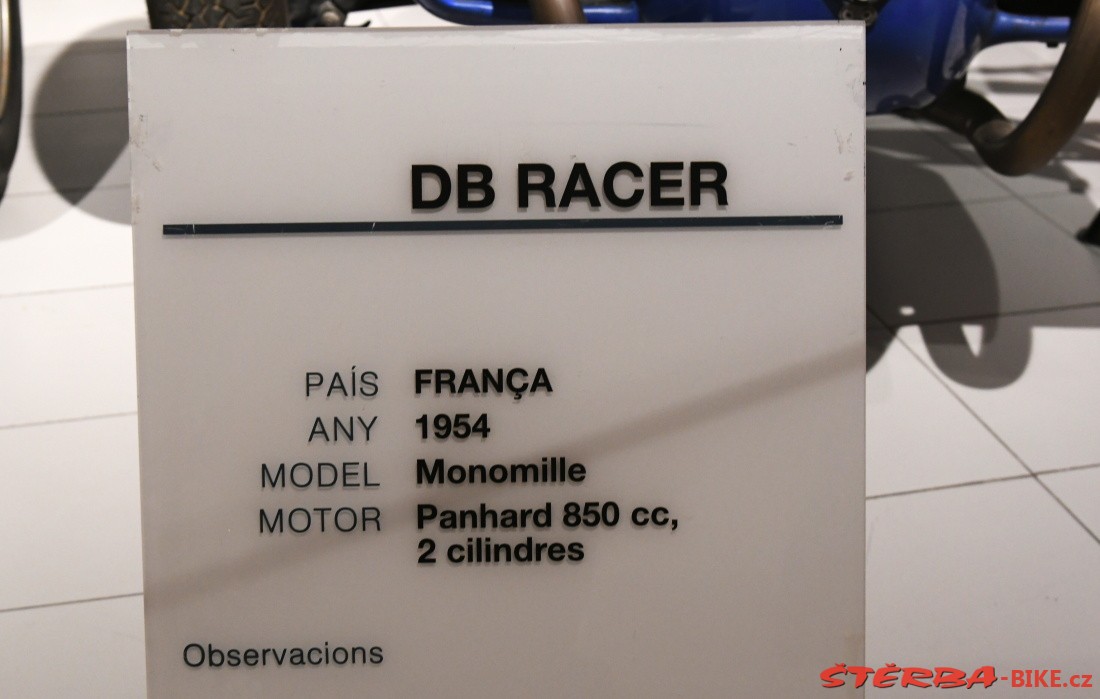 DB RACER
PAÍS FRANÇA
ANY 1954
MODEL Monomille
MOTOR Panhard 850 cc,
2 cilindres
Observacions
ŠTĚRBA-BIKE.cz